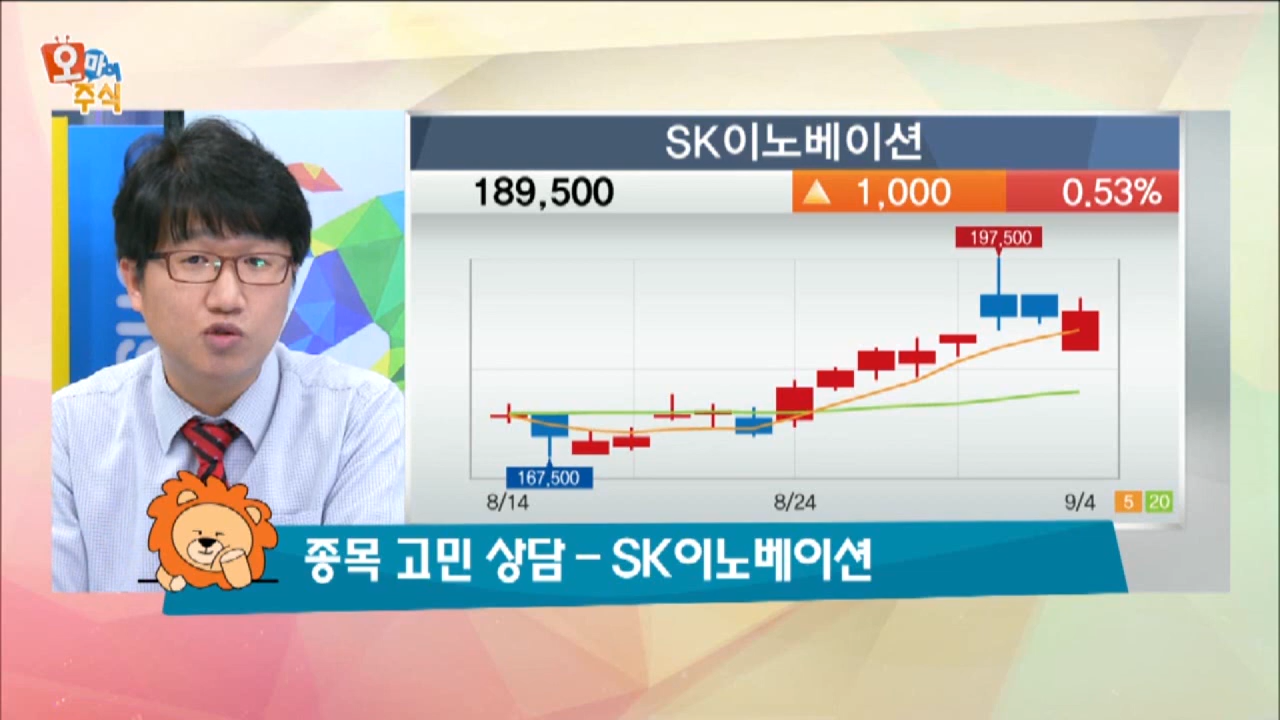 오마이
주식
SK이노베이션
189,500 ▲ 1,000 0.53%
197,500
167,500
8/14 8/24 9/4 5 20
종목 고민 상담 – SK이노베이션